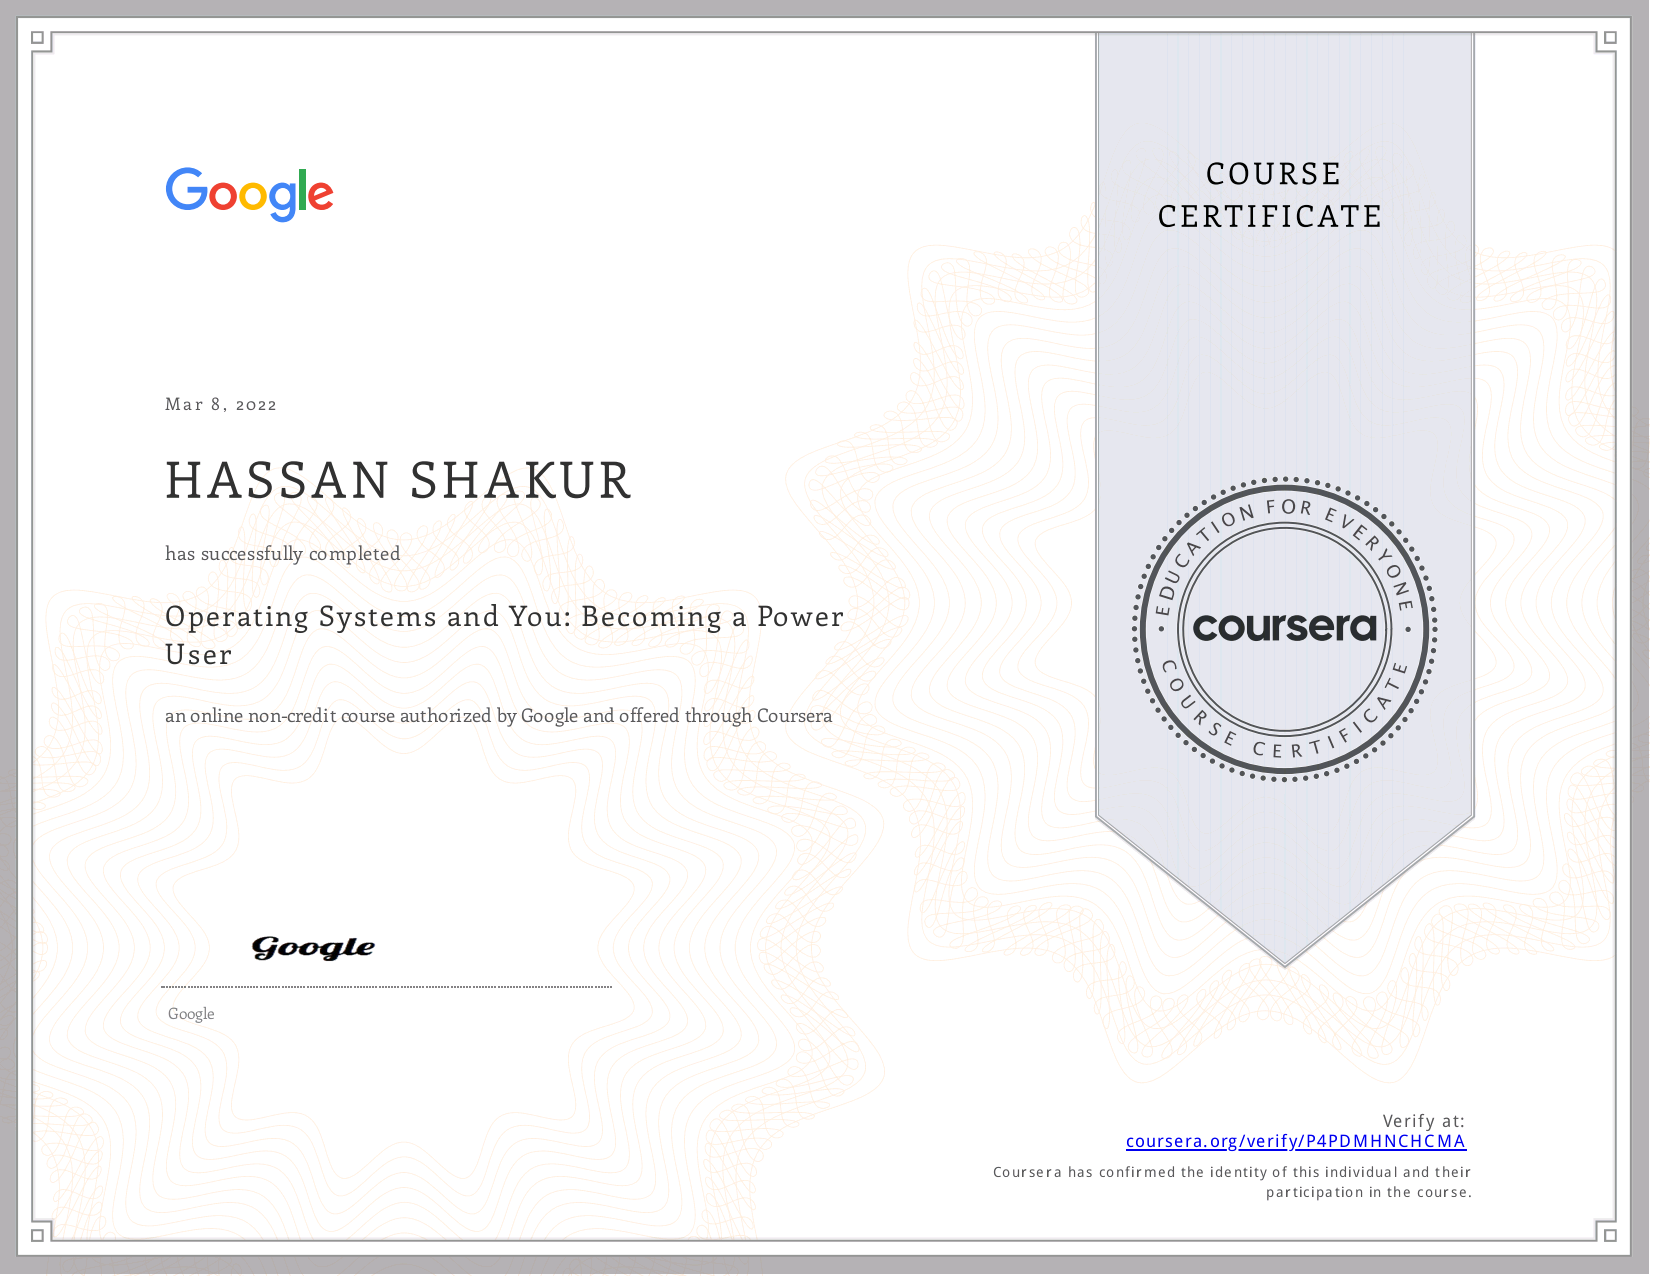 Google
COURSE
CERTIFICATE
Mar 8, 2022
HASSAN SHAKUR
has successfully completed
Operating Systems and You: Becoming a Power
User
an online non-credit course authorized by Google and offered through Coursera
EDUCATION FOR EVERYONE
coursera
COURSE CERTIFICATE
Google
Google
Verify at:
coursera.org/verify/P4PDMHNCHCMA
Coursera has confirmed the identity of this individual and their
participation in the course.